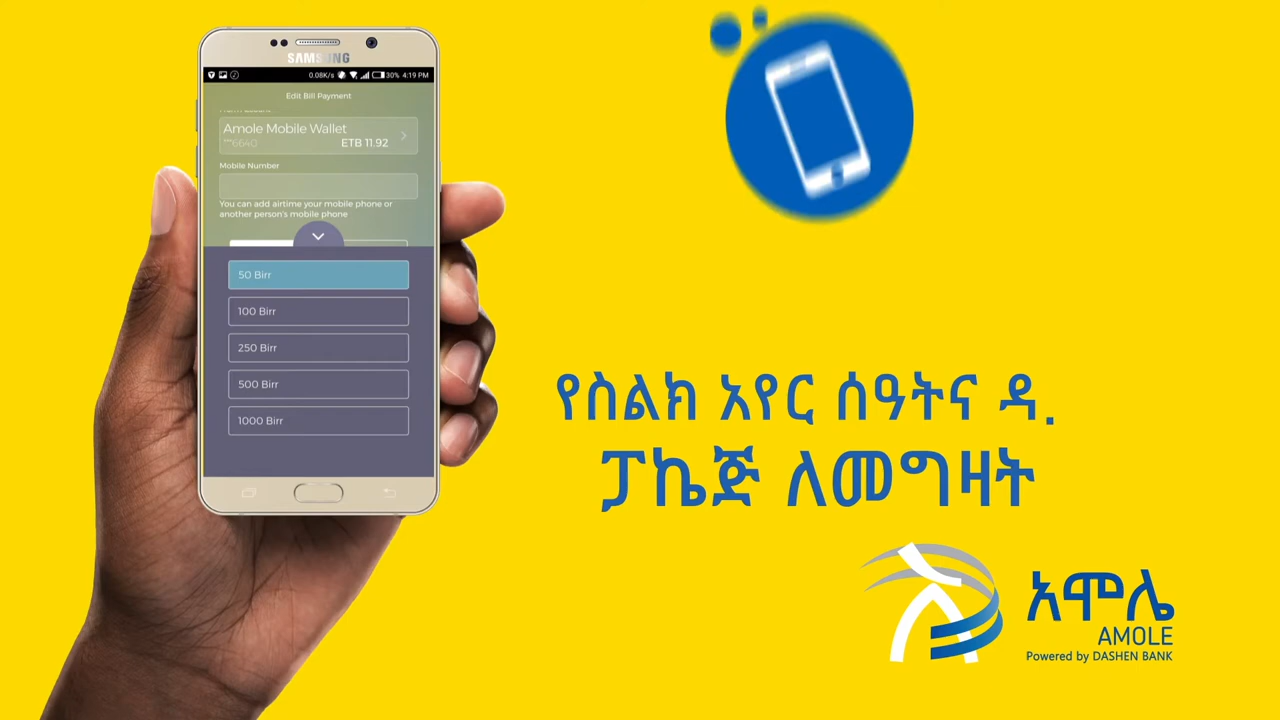 SAMSUNG
0.08K/s 30% 4:19 PM
Edit Bill Payment
Amole Mobile Wallet
ETB 11.92
Mobile Number
You can add airtime your mobile phone or
another person's mobile phone
50 Birr
100 Birr
250 Birr
500 Birr
1000 Birr
የስልክ አየር ሰዓትና ዳ.
ፓኬጅ ለመግዛት
አሞሌ
AMOLE
Powered by DASHEN BANK